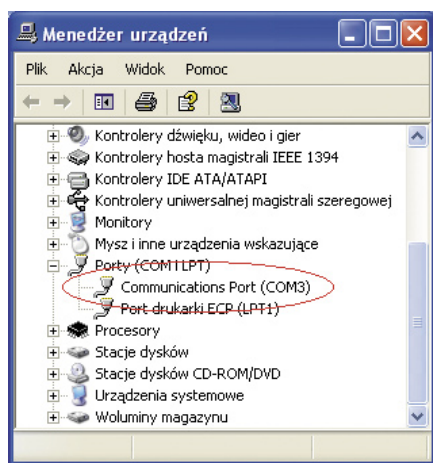 Menedżer urządzeń
Plik Akcja Widok Pomoc
Kontrolery dźwięku, wideo i gier
Kontrolery hosta magistrali IEEE 1394
Kontrolery IDE ATA/ATAPI
Kontrolery uniwersalnej magistrali szeregowej
Monitory
Mysz i inne urządzenia wskazujące
Porty (COM i LPT)
Communications Port (COM3)
Port drukarki ECP (LPT1)
Procesory
Stacje dysków
Stacje dysków CD-ROM/DVD
Urządzenia systemowe
Woluminy magazynu